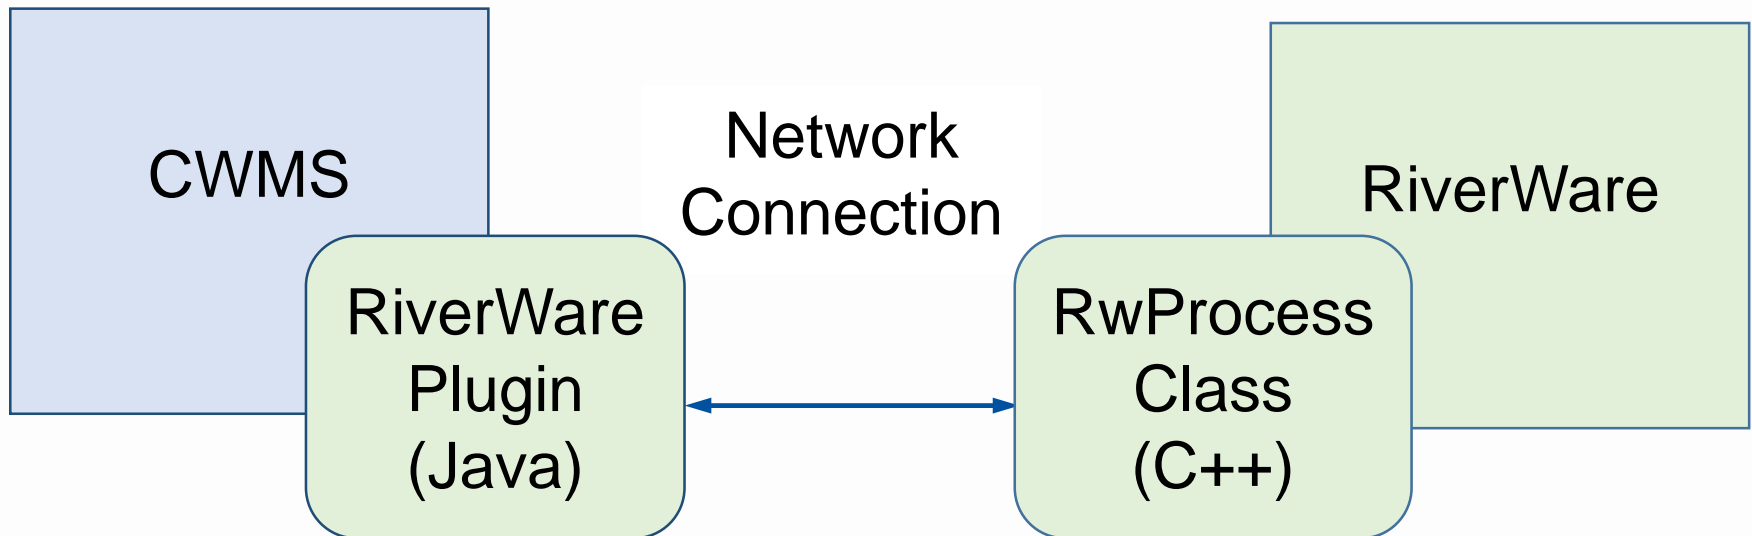 CWMS
Network
Connection
RiverWare
RiverWare
Plugin
(Java)
RwProcess
Class
(C++)